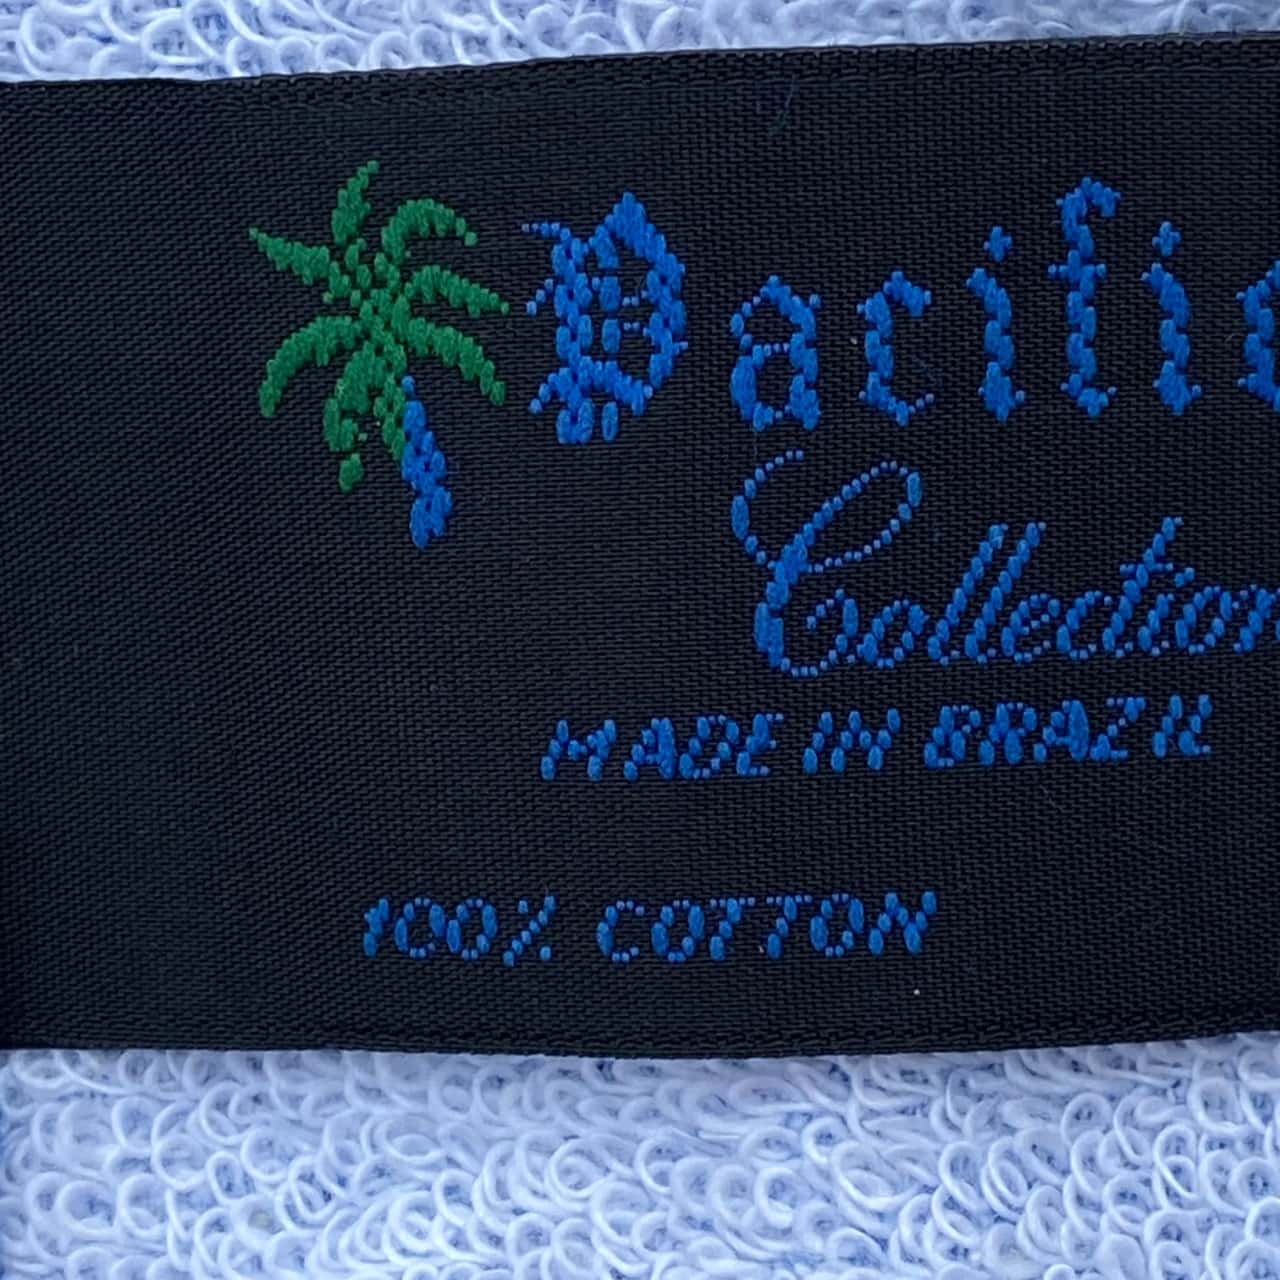 Pacific
Collection
MADE IN BRAZIL
100% COTTON